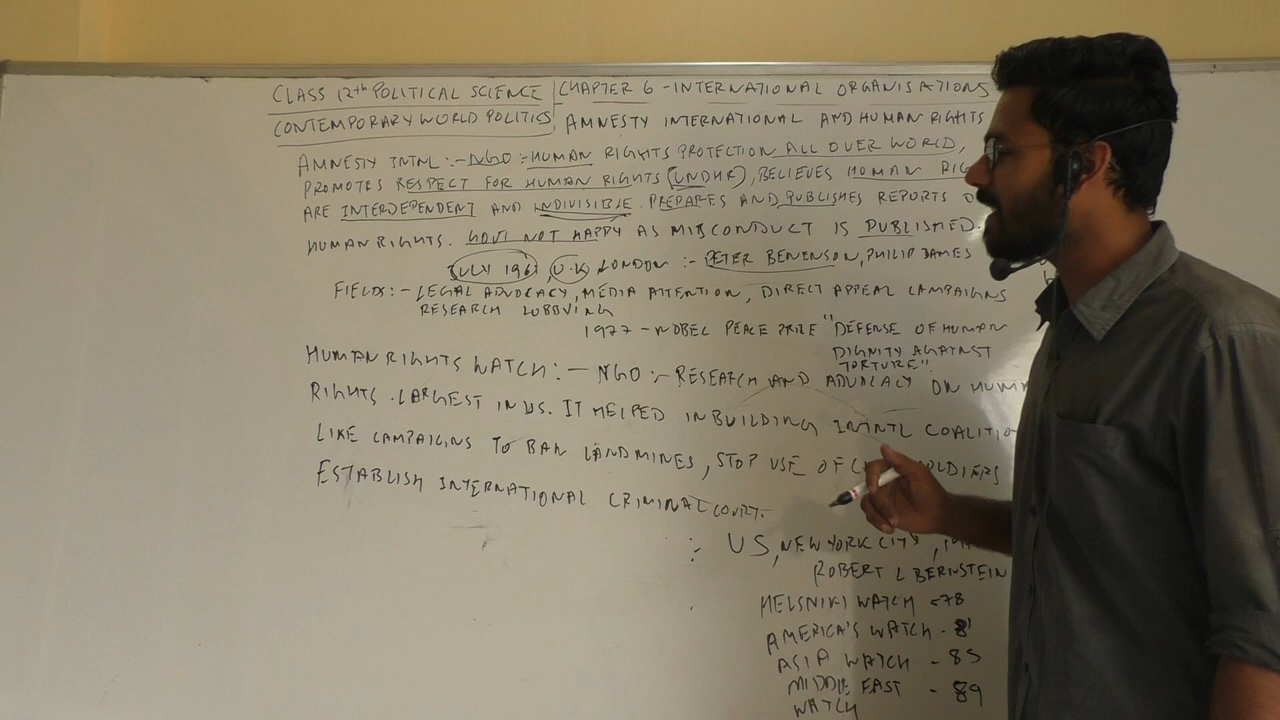 CLASS 12th POLITICAL SCIENCE
CONTEMPORARY WORLD POLITICS
CHAPTER 6 - INTERNATIONAL ORGANISATIONS
AMNESTY INTERNATIONAL AND HUMAN RIGHTS
AMNESTY INTNL :- NGO :- HUMAN RIGHTS PROTECTION ALL OVER WORLD,
PROMOTES RESPECT FOR HUMAN RIGHTS (UNDHR), BELIEVES HUMAN RIG
ARE INTERDEPENDENT AND INDIVISIBLE. PREPARES AND PUBLISHES REPORTS O
HUMAN RIGHTS. GOVT NOT HAPPY AS MISCONDUCT IS PUBLISHED.
JULY 1961, U.K, LONDON :- PETER BENENSON, PHILIP JAMES
FIELDS :- LEGAL ADVOCACY, MEDIA ATTENTION, DIRECT APPEAL CAMPAIGNS
RESEARCH LOBBYING
1977 - NOBEL PEACE PRIZE "DEFENSE OF HUMAN
DIGNITY AGAINST
TORTURE".
HUMAN RIGHTS WATCH :- NGO :- RESEARCH AND ADVOCACY ON HUMA
RIGHTS. LARGEST IN US. IT HELPED IN BUILDING INTNTL COALITIO
LIKE CAMPAIGNS TO BAN LANDMINES, STOP USE OF C OLDIERS
ESTABLISH INTERNATIONAL CRIMINAL COURT.
: US, NEW YORK CITY,
ROBERT L BERNSTEIN
HELSNIKI WATCH - 78
AMERICA'S WATCH - 81
ASIA WATCH - 85
MIDDLE EAST - 89
WATCH